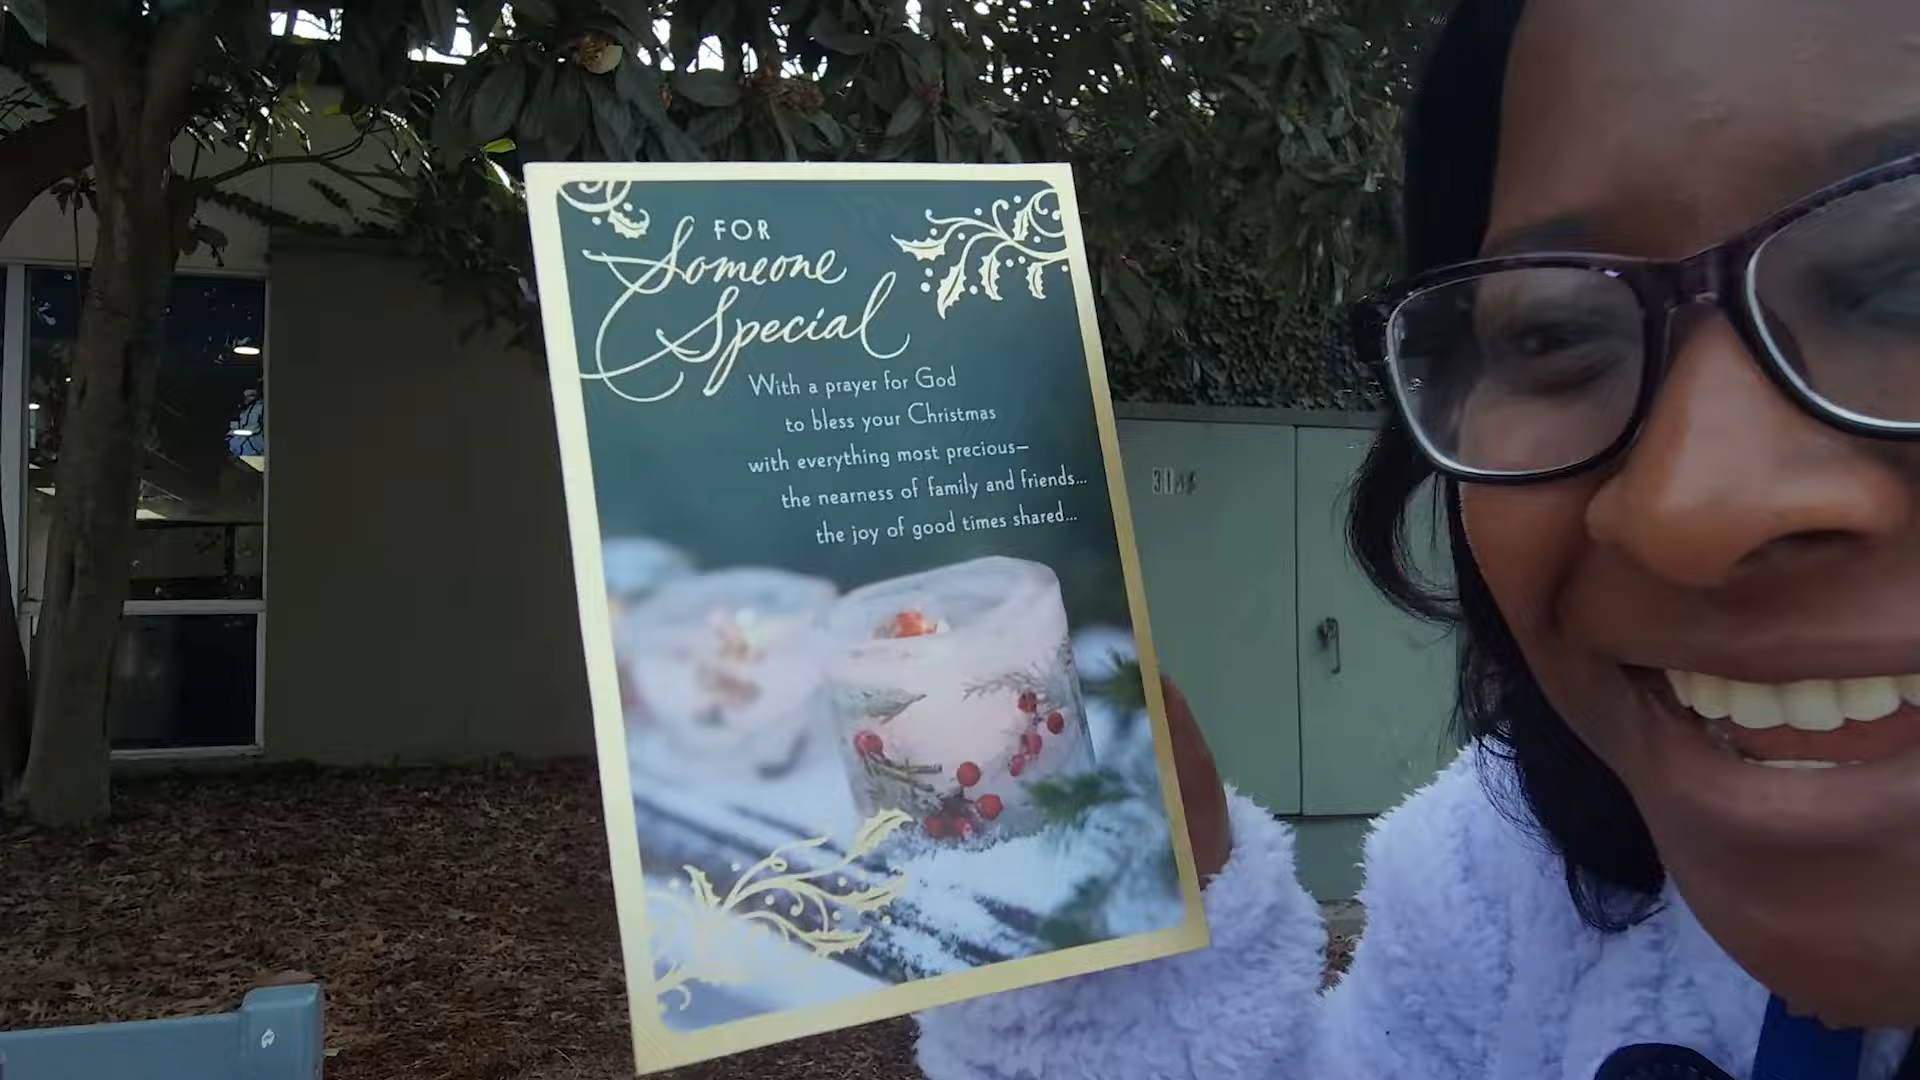 FOR
Someone
Special
With a prayer for God
to bless your Christmas
with everything most precious—
the nearness of family and friends...
the joy of good times shared...